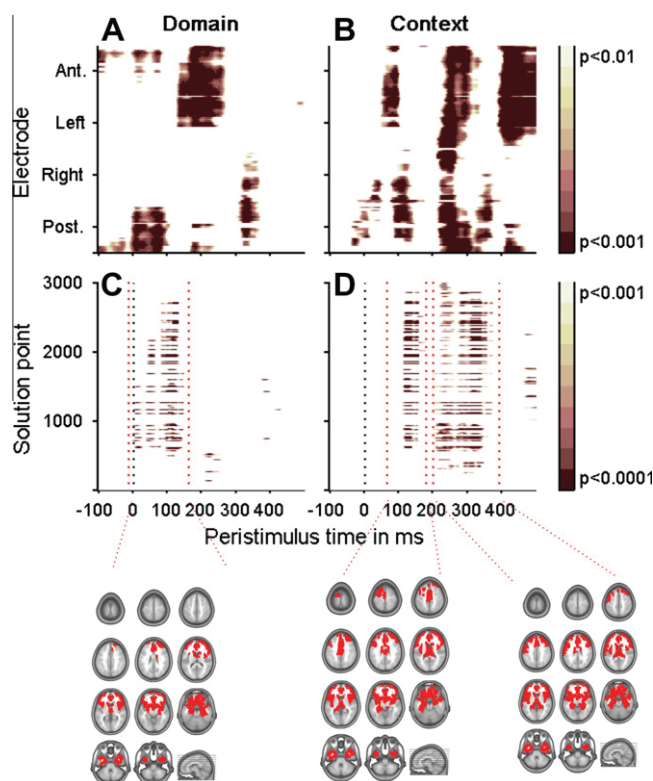 A Domain
B Context
Electrode
Ant.
Left
Right
Post.
p<0.01
p<0.001
C
D
Solution point
3000
2000
1000
0
p<0.001
p<0.0001
-100 0 100 200 300 400 -100 0 100 200 300 400
Peristimulus time in ms